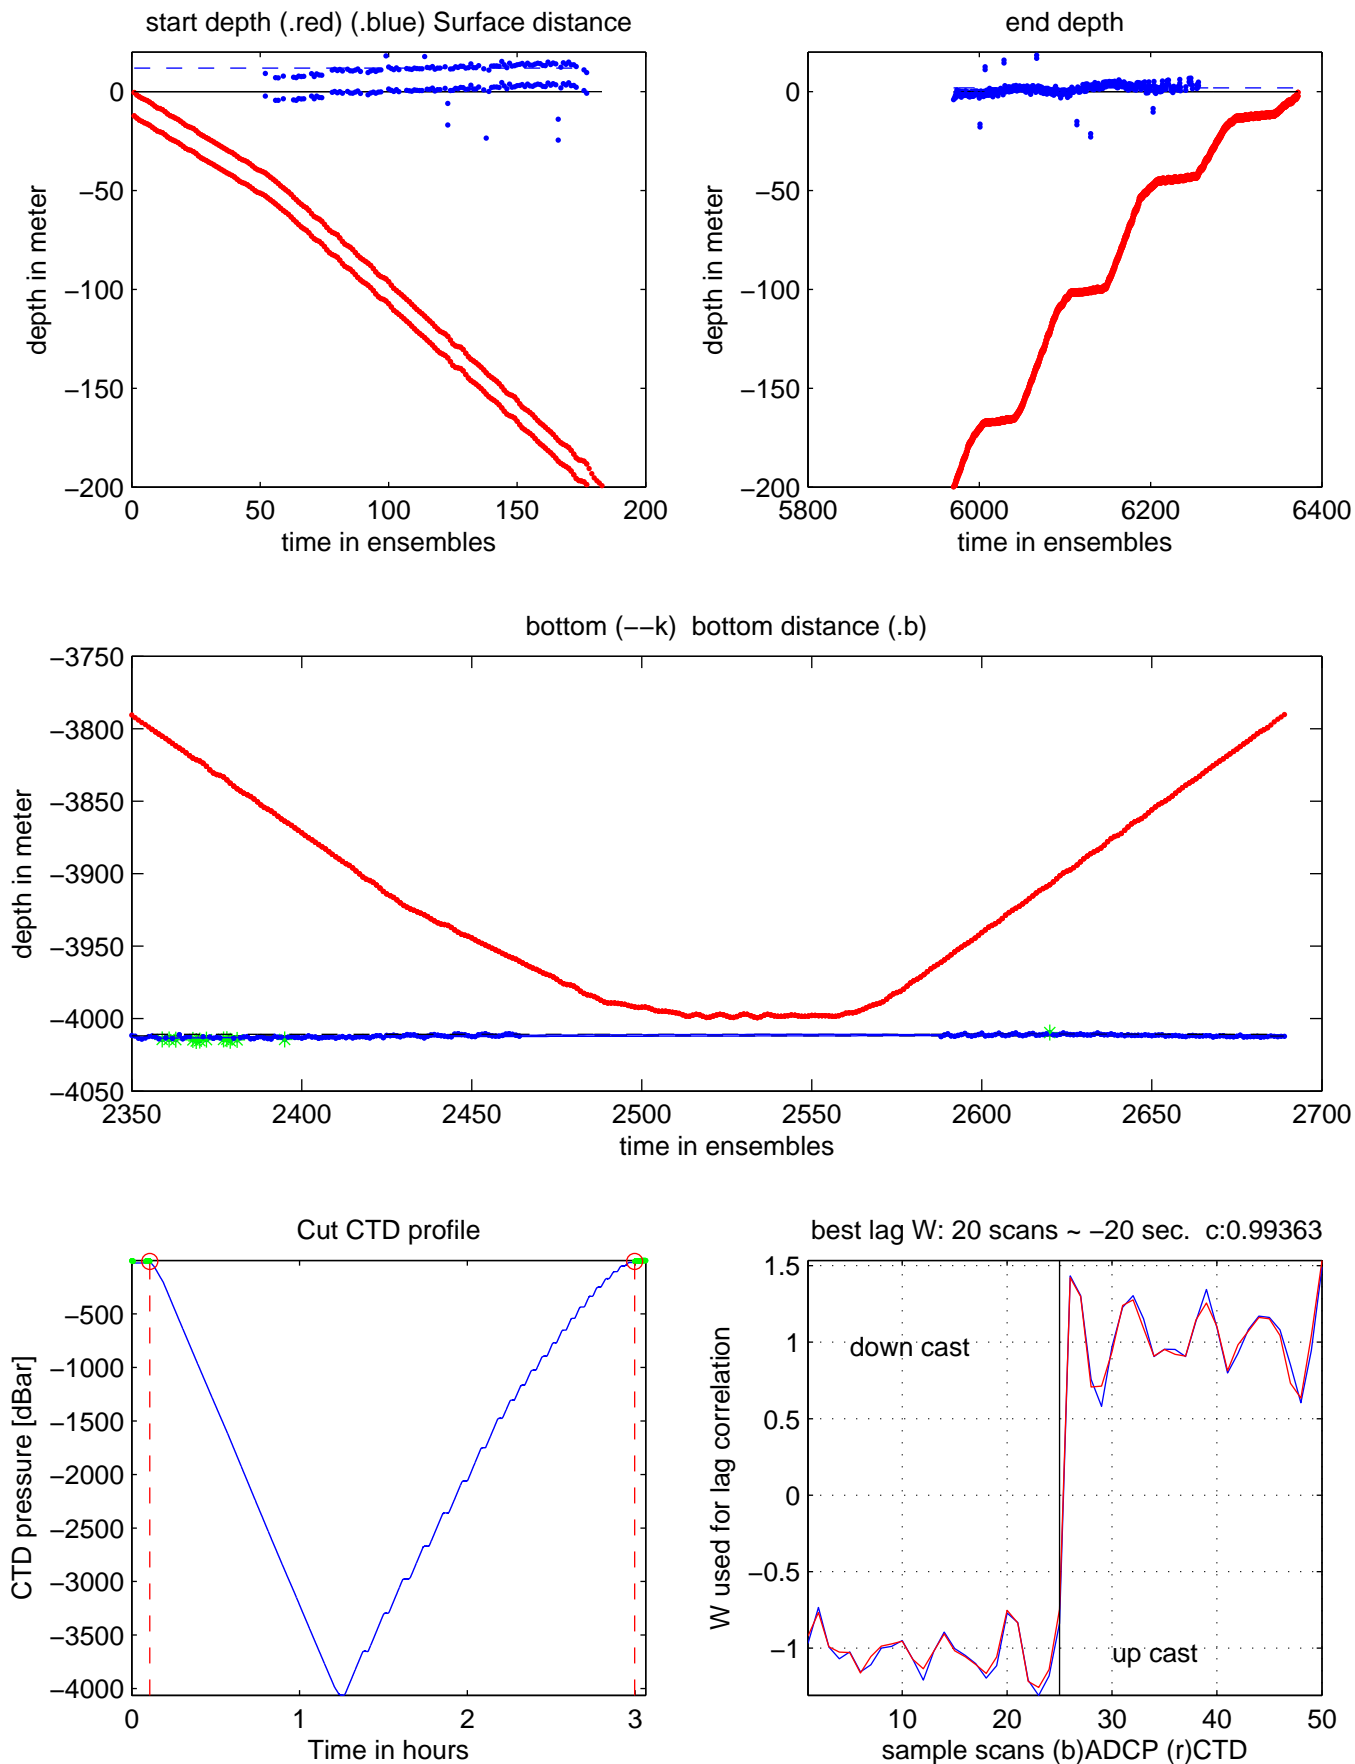 start depth (.red) (.blue) Surface distance
0
−50
−100
−150
−200
depth in meter
0 50 100 150 200
time in ensembles
end depth
0
−50
−100
−150
−200
depth in meter
5800 6000 6200 6400
time in ensembles
bottom (−−k)  bottom distance (.b)
−3750
−3800
−3850
−3900
−3950
−4000
−4050
depth in meter
2350 2400 2450 2500 2550 2600 2650 2700
time in ensembles
Cut CTD profile
−500
−1000
−1500
−2000
−2500
−3000
−3500
−4000
CTD pressure [dBar]
0 1 2 3
Time in hours
best lag W: 20 scans ~ −20 sec.  c:0.99363
1.5
1
0.5
0
−0.5
−1
W used for lag correlation
down cast
up cast
10 20 30 40 50
sample scans (b)ADCP (r)CTD